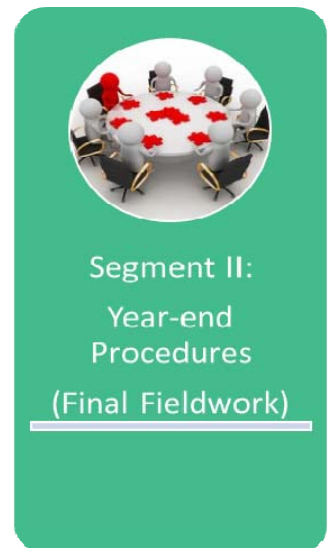 Segment II:
Year-end
Procedures
(Final Fieldwork)